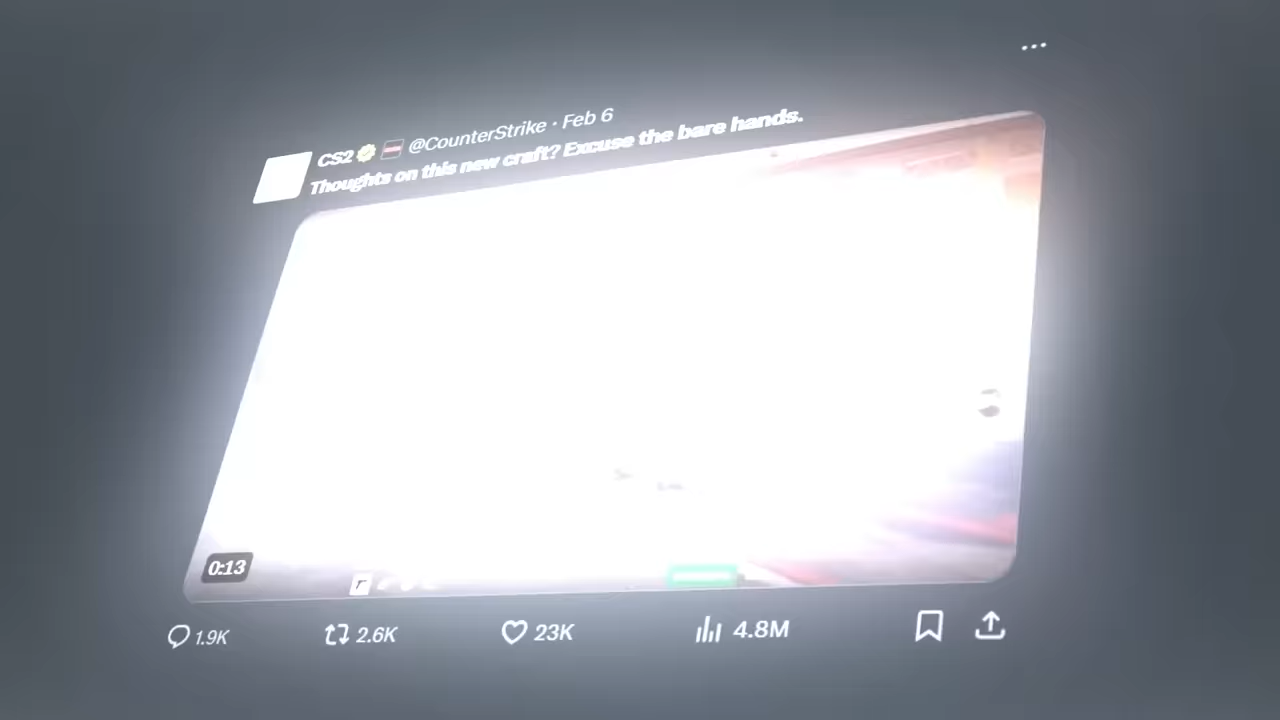 CS2 @CounterStrike · Feb 6
Thoughts on this new craft? Excuse the bare hands.
0:13
1.9K 2.6K 23K 4.8M